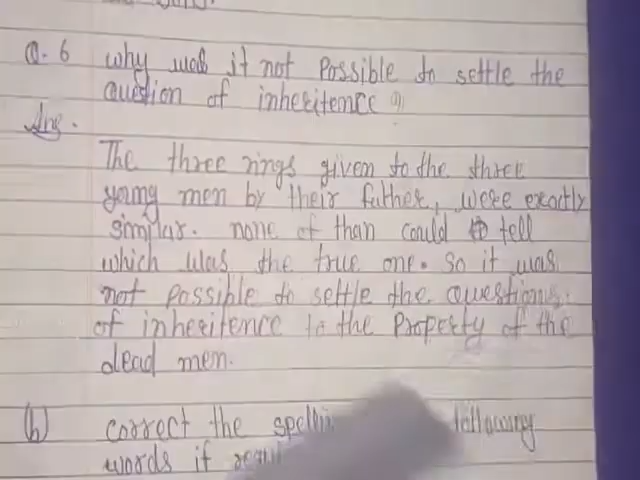 Q.6 why was it not possible to settle the
question of inheritence ?
Ans.
The three rings given to the three
young men by their father, were exactly
similar. none of than could tell
which was the true one. so it was
not possible to settle the questions.
of inheritence to the Property of the
dead men.
(b) correct the following
words if